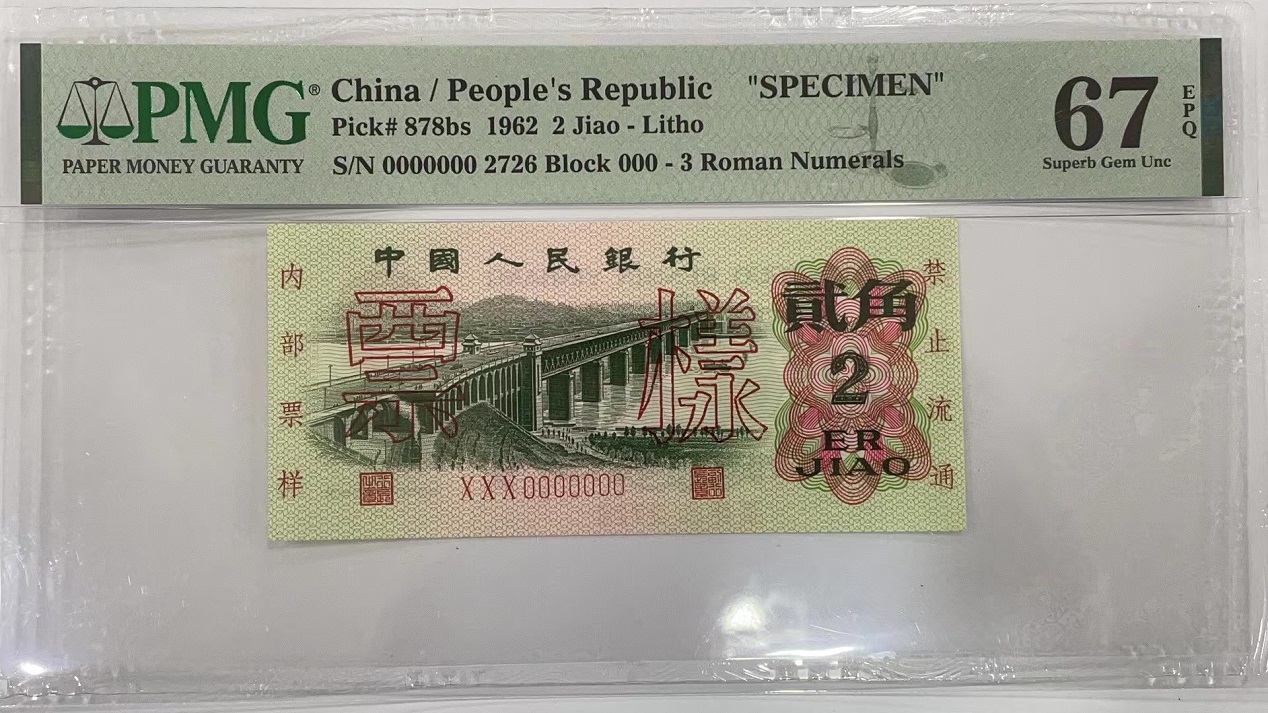 PMG®
PAPER MONEY GUARANTY
China / People's Republic "SPECIMEN"
Pick# 878bs 1962 2 Jiao - Litho
S/N 0000000 2726 Block 000 - 3 Roman Numerals
67
EPQ
Superb Gem Unc
中國人民銀行
内部票样
票樣
貳角
2
ER
JIAO
禁止流通
XXX0000000